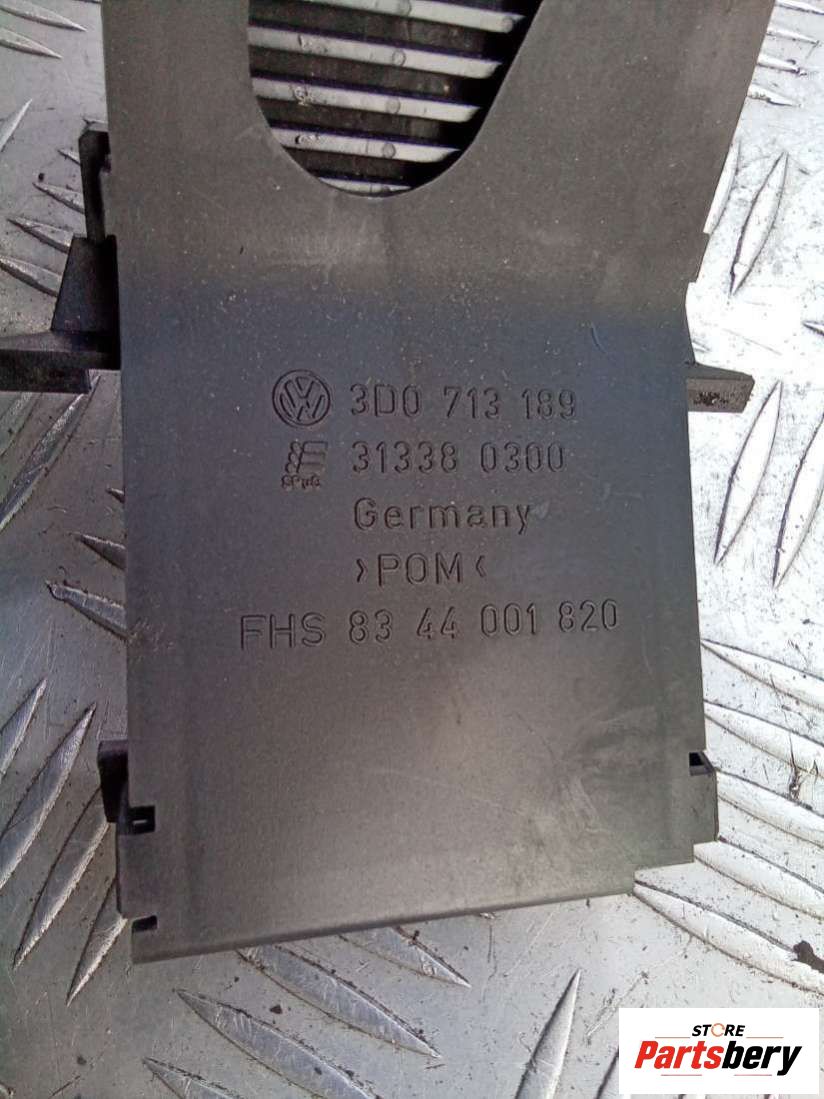 3D0 713 189
31338 0300
Germany
>POM<
FHS 83 44 001 820
STORE
Partsbery